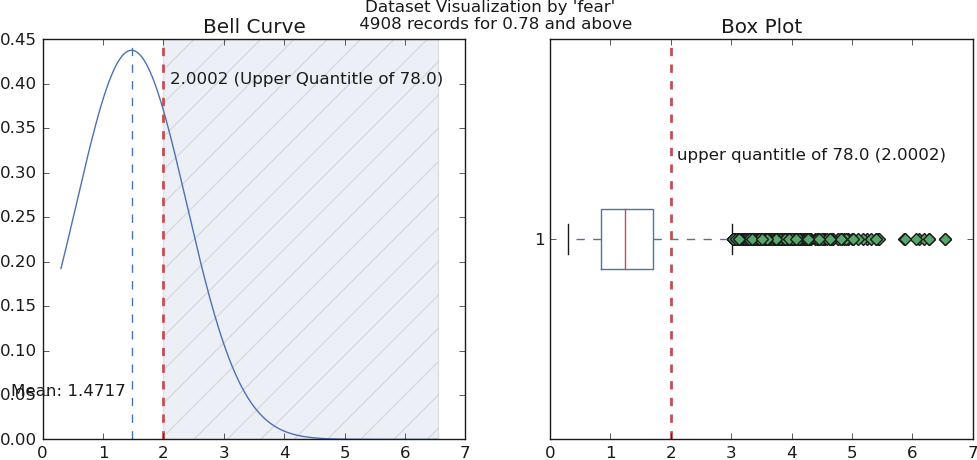 Dataset Visualization by 'fear'
4908 records for 0.78 and above
Bell Curve
0.45
0.40
0.35
0.30
0.25
0.20
0.15
0.10
0.05
0.00
2.0002 (Upper Quantitle of 78.0)
Mean: 1.4717
0 1 2 3 4 5 6 7
Box Plot
upper quantitle of 78.0 (2.0002)
1
0 1 2 3 4 5 6 7